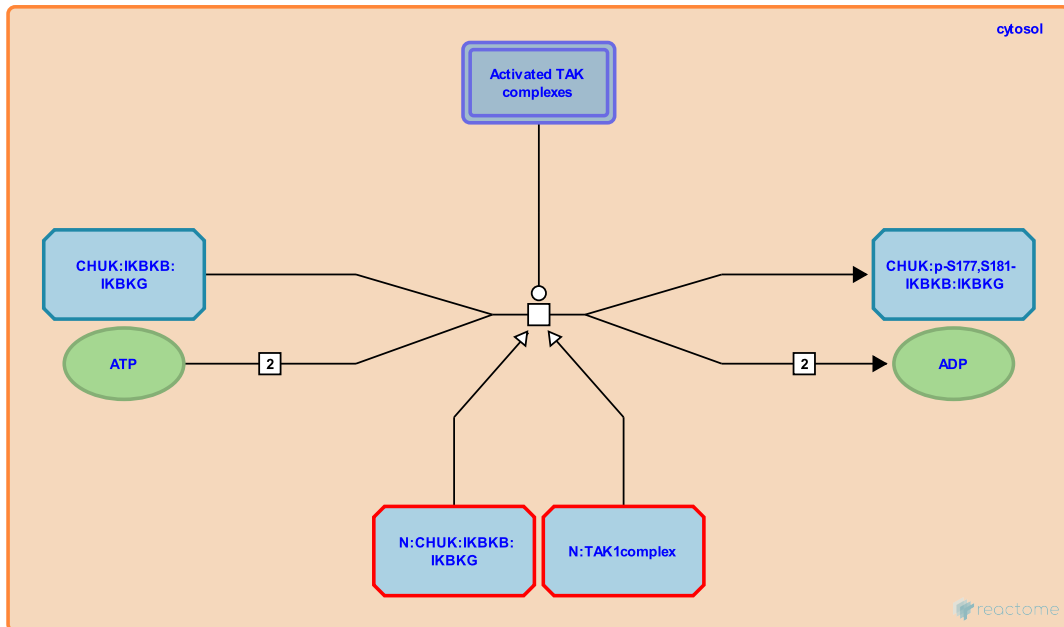 cytosol
Activated TAK
complexes
CHUK:IKBKB:
IKBKG
CHUK:p-S177,S181-
IKBKB:IKBKG
ATP
2
2
ADP
N:CHUK:IKBKB:
IKBKG
N:TAK1complex
reactome